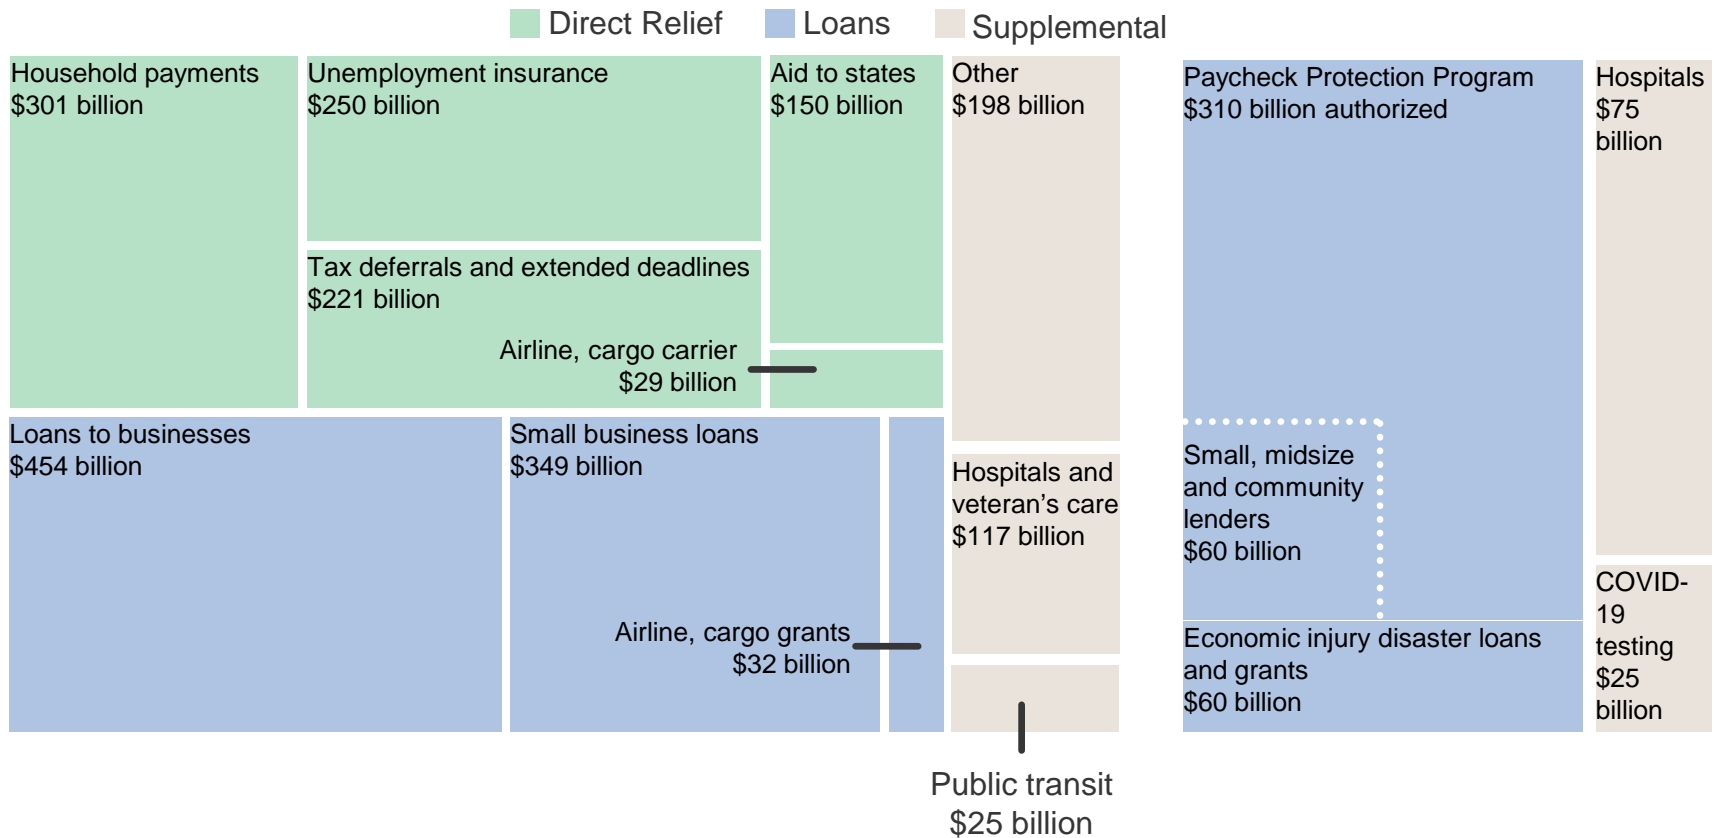 Direct Relief
Loans
Supplemental
Household payments
$301 billion
Unemployment insurance
$250 billion
Aid to states
$150 billion
Other
$198 billion
Paycheck Protection Program
$310 billion authorized
Hospitals
$75
billion
Tax deferrals and extended deadlines
$221 billion
Airline, cargo carrier
$29 billion
Loans to businesses
$454 billion
Small business loans
$349 billion
Airline, cargo grants
$32 billion
Hospitals and
veteran’s care
$117 billion
Small, midsize
and community
lenders
$60 billion
Economic injury disaster loans
and grants
$60 billion
COVID-
19
testing
$25
billion
Public transit
$25 billion